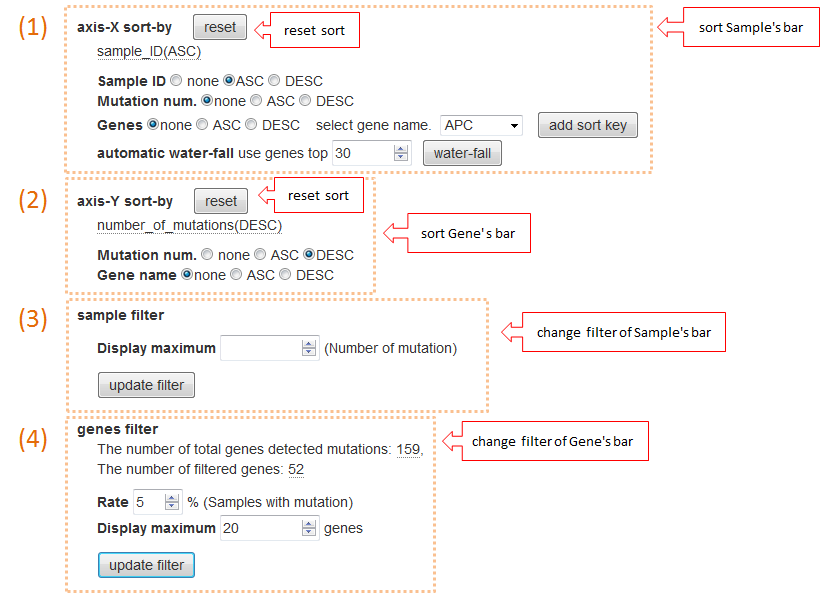 (1)
axis-X sort-by reset reset sort sort Sample's bar
sample_ID(ASC)
Sample ID none ASC DESC
Mutation num. none ASC DESC
Genes none ASC DESC select gene name. APC add sort key
automatic water-fall use genes top 30 water-fall
(2)
axis-Y sort-by reset reset sort
number_of_mutations(DESC) sort Gene's bar
Mutation num. none ASC DESC
Gene name none ASC DESC
(3)
sample filter
change filter of Sample's bar
Display maximum (Number of mutation)
update filter
(4)
genes filter
change filter of Gene's bar
The number of total genes detected mutations: 159,
The number of filtered genes: 52
Rate 5 % (Samples with mutation)
Display maximum 20 genes
update filter